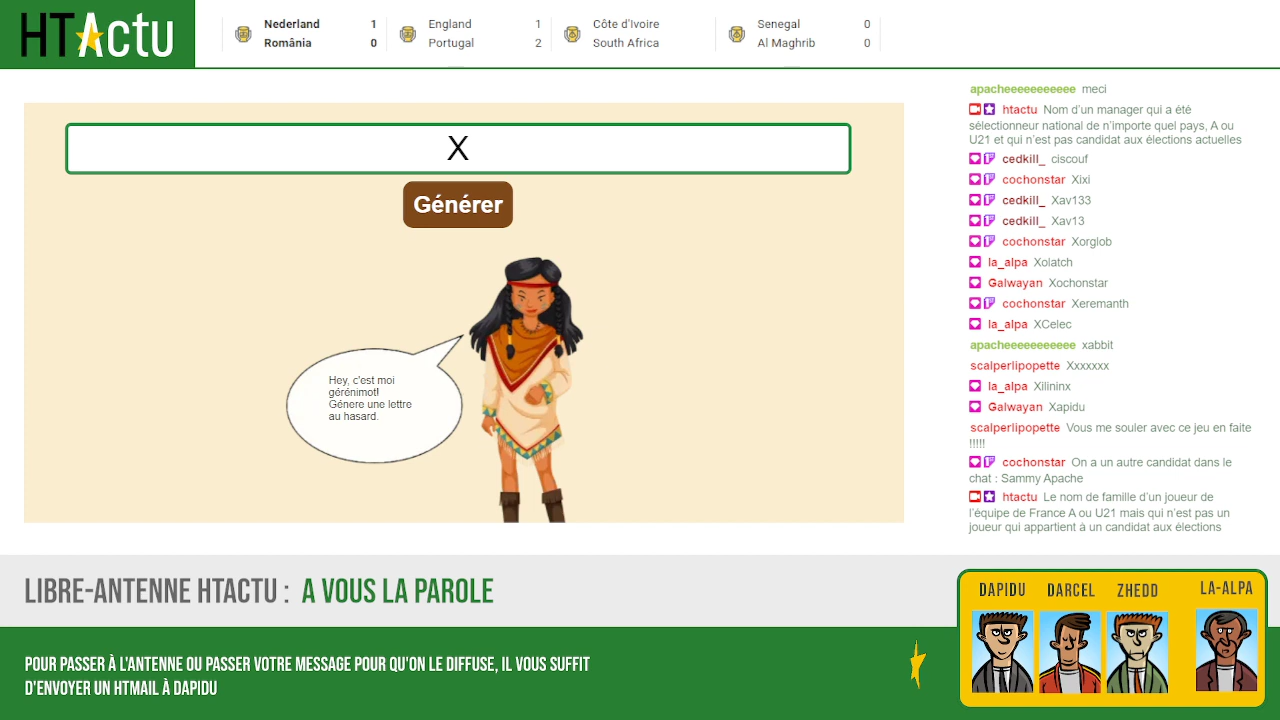 HTActu
Nederland 1
România 0
England 1
Portugal 2
Côte d'Ivoire
South Africa
Senegal 0
Al Maghrib 0
X
Générer
Hey, c'est moi
gérénimot!
Génere une lettre
au hasard.
apacheeeeeeeeeee meci
htactu Nom d'un manager qui a été
sélectionneur national de n'importe quel pays, A ou
U21 et qui n'est pas candidat aux élections actuelles
cedkill_ ciscouf
cochonstar Xixi
cedkill_ Xav133
cedkill_ Xav13
cochonstar Xorglob
la_alpa Xolatch
Galwayan Xochonstar
cochonstar Xeremanth
la_alpa XCelec
apacheeeeeeeeeee xabbit
scalperlipopette Xxxxxxx
la_alpa Xilininx
Galwayan Xapidu
scalperlipopette Vous me souler avec ce jeu en faite
!!!!!
cochonstar On a un autre candidat dans le
chat : Sammy Apache
htactu Le nom de famille d'un joueur de
l'équipe de France A ou U21 mais qui n'est pas un
joueur qui appartient à un candidat aux élections
LIBRE-ANTENNE HTACTU : A VOUS LA PAROLE
DAPIDU DARCEL ZHEDD LA-ALPA
POUR PASSER À L'ANTENNE OU PASSER VOTRE MESSAGE POUR QU'ON LE DIFFUSE, IL VOUS SUFFIT
D'ENVOYER UN HTMAIL À DAPIDU